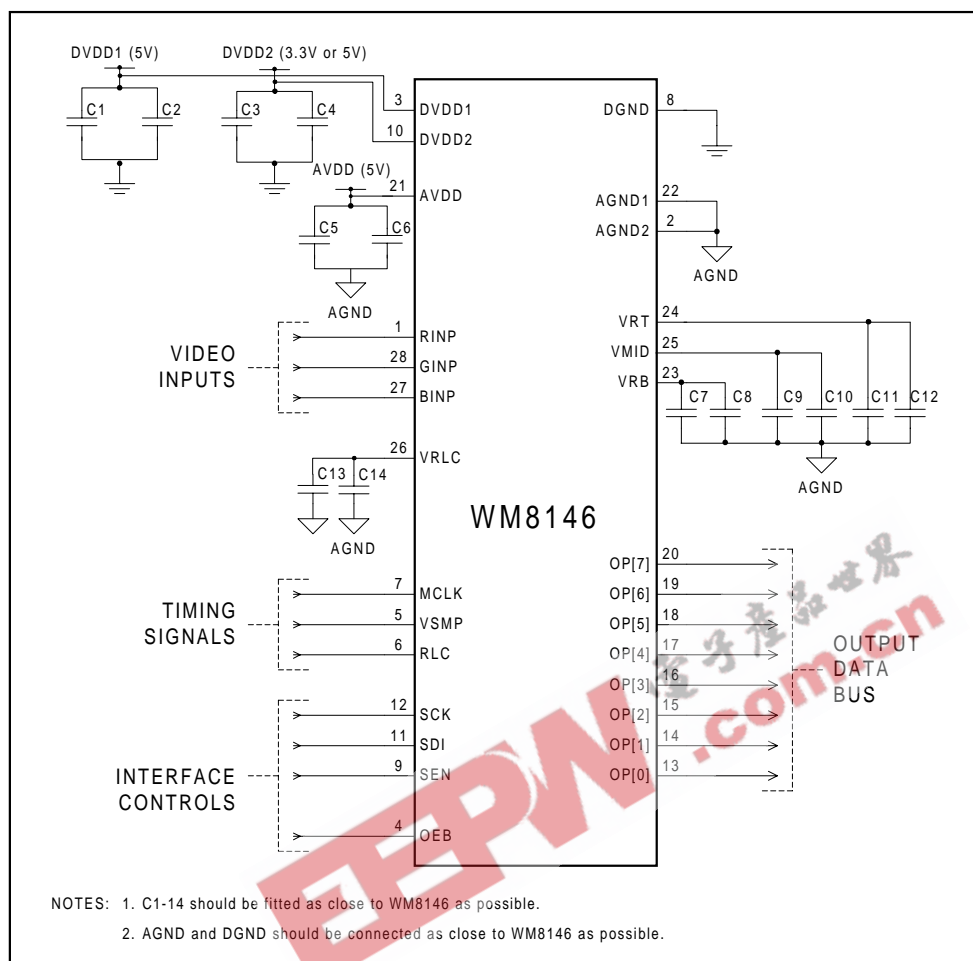 DVDD1 (5V)
DVDD2 (3.3V or 5V)
C1
C2
C3
C4
3
DVDD1
10
DVDD2
8
DGND
AVDD (5V)
21
AVDD
C5
C6
AGND
22
AGND1
2
AGND2
AGND
VIDEO
INPUTS
1
RINP
28
GINP
27
BINP
24
VRT
25
VMID
23
VRB
C7
C8
C9
C10
C11
C12
AGND
26
VRLC
C13
C14
AGND
WM8146
TIMING
SIGNALS
7
MCLK
5
VSMP
6
RLC
INTERFACE
CONTROLS
12
SCK
11
SDI
9
SEN
4
OEB
20
OP[7]
19
OP[6]
18
OP[5]
17
OP[4]
16
OP[3]
15
OP[2]
14
OP[1]
13
OP[0]
OUTPUT
DATA
BUS
EEPW
.com.cn
電子產品世界
NOTES: 1. C1-14 should be fitted as close to WM8146 as possible.
2. AGND and DGND should be connected as close to WM8146 as possible.